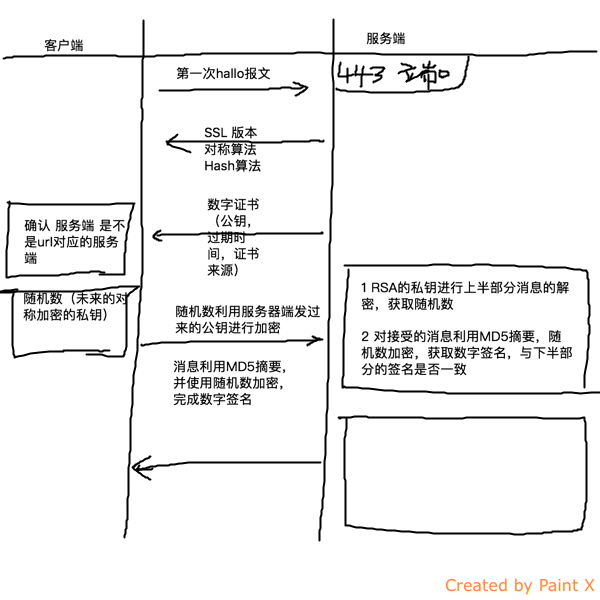 客户端
服务端
443 端口
第一次hallo报文
SSL 版本
对称算法
Hash算法
数字证书
（公钥，
过期时
间，证书
来源）
确认 服务端 是不
是url对应的服务
端
随机数（未来的对
称加密的私钥）
随机数利用服务器端发过
来的公钥进行加密
消息利用MD5摘要，
并使用随机数加密，
完成数字签名
1 RSA的私钥进行上半部分消息的解
密，获取随机数
2 对接受的消息利用MD5摘要，随
机数加密，获取数字签名，与下半部
分的签名是否一致
Created by Paint X